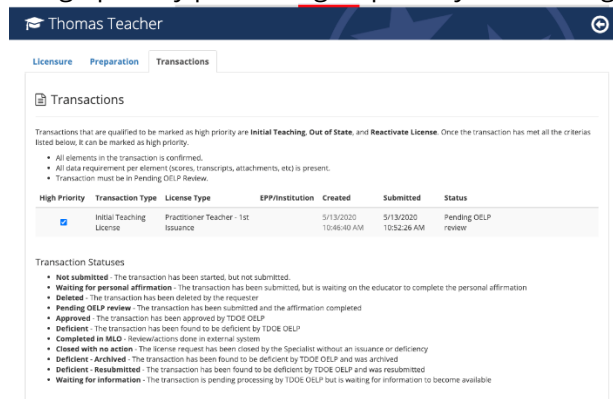 Thomas Teacher
Licensure Preparation Transactions
Transactions
Transactions that are qualified to be marked as high priority are Initial Teaching, Out of State, and Reactivate License. Once the transaction has met all the criterias
listed below, it can be marked as high priority.
All elements in the transaction is confirmed.
All data requirement per element (scores, transcripts, attachments, etc) is present.
Transaction must be in Pending OELP Review.
High Priority Transaction Type License Type EPP/Institution Created Submitted Status
Initial Teaching Practitioner Teacher - 1st 5/13/2020 5/13/2020 Pending OELP
License Issuance 10:46:40 AM 10:52:26 AM review
Transaction Statuses
Not submitted - The transaction has been started, but not submitted.
Waiting for personal affirmation - The transaction has been submitted, but is waiting on the educator to complete the personal affirmation
Deleted - The transaction has been deleted by the requester
Pending OELP review - The transaction has been submitted and the affirmation completed
Approved - The transaction has been approved by TDOE OELP
Deficient - The transaction has been found to be deficient by TDOE OELP
Completed in MLO - Review/actions done in external system
Closed with no action - The license request has been closed by the Specialist without an issuance or deficiency
Deficient - Archived - The transaction has been found to be deficient by TDOE OELP and was archived
Deficient - Resubmitted - The transaction has been found to be deficient by TDOE OELP and was resubmitted
Waiting for information - The transaction is pending processing by TDOE OELP but is waiting for information to become available